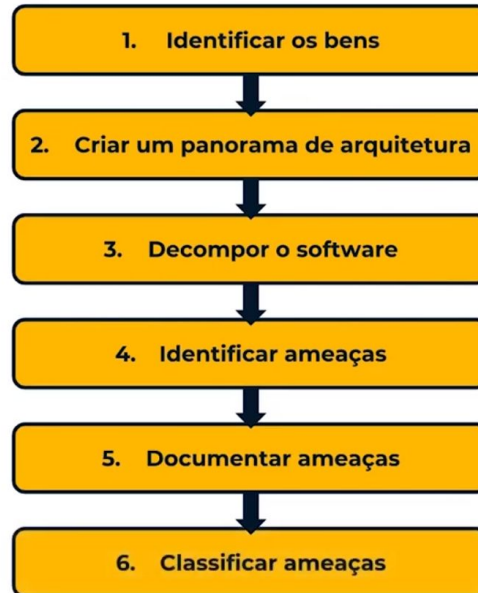 1. Identificar os bens
2. Criar um panorama de arquitetura
3. Decompor o software
4. Identificar ameaças
5. Documentar ameaças
6. Classificar ameaças